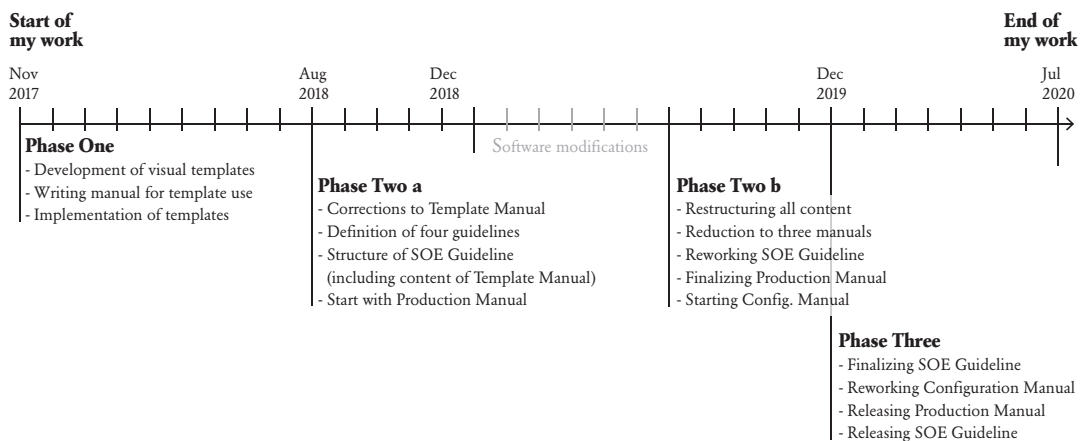 Start of
my work
End of
my work
Nov
2017
Aug
2018
Dec
2018
Dec
2019
Jul
2020
Software modifications
Phase One
- Development of visual templates
- Writing manual for template use
- Implementation of templates
Phase Two a
- Corrections to Template Manual
- Definition of four guidelines
- Structure of SOE Guideline
(including content of Template Manual)
- Start with Production Manual
Phase Two b
- Restructuring all content
- Reduction to three manuals
- Reworking SOE Guideline
- Finalizing Production Manual
- Starting Config. Manual
Phase Three
- Finalizing SOE Guideline
- Reworking Configuration Manual
- Releasing Production Manual
- Releasing SOE Guideline